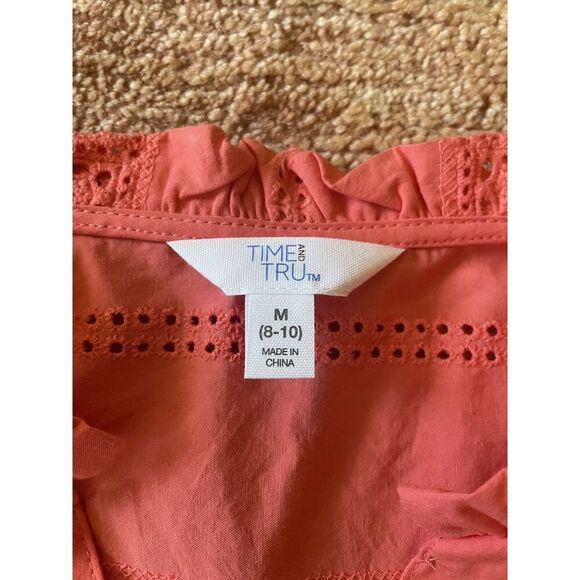 TIME AND
TRU™
M
(8-10)
MADE IN
CHINA